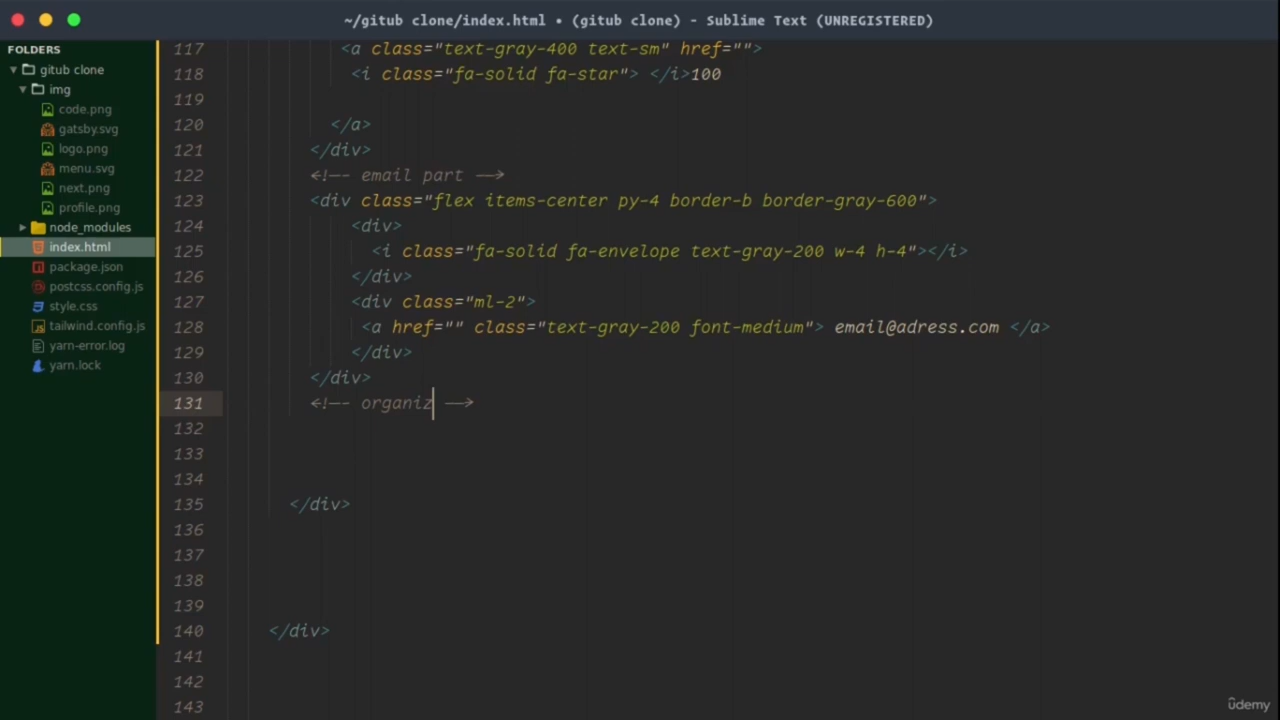 ~/gitub clone/index.html • (gitub clone) - Sublime Text (UNREGISTERED)
FOLDERS
gitub clone
img
code.png
gatsby.svg
logo.png
menu.svg
next.png
profile.png
node_modules
index.html
package.json
postcss.config.js
style.css
tailwind.config.js
yarn-error.log
yarn.lock
117 <a class="text-gray-400 text-sm" href="">
118 <i class="fa-solid fa-star"> </i>100
119
120 </a>
121 </div>
122 <!-- email part -->
123 <div class="flex items-center py-4 border-b border-gray-600">
124 <div>
125 <i class="fa-solid fa-envelope text-gray-200 w-4 h-4"></i>
126 </div>
127 <div class="ml-2">
128 <a href="" class="text-gray-200 font-medium"> email@adress.com </a>
129 </div>
130 </div>
131 <!-- organiz -->
132
133
134
135 </div>
136
137
138
139
140 </div>
141
142
143
ûdemy